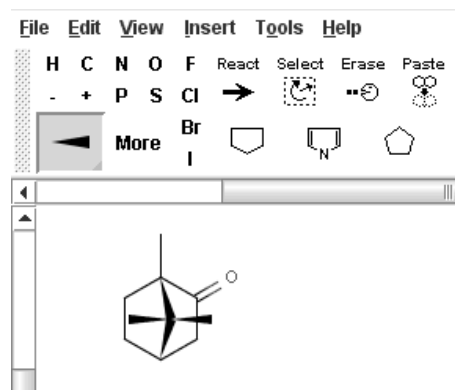 File Edit View Insert Tools Help
H C N O F React Select Erase Paste
- + P S Cl
More Br
I
N
O